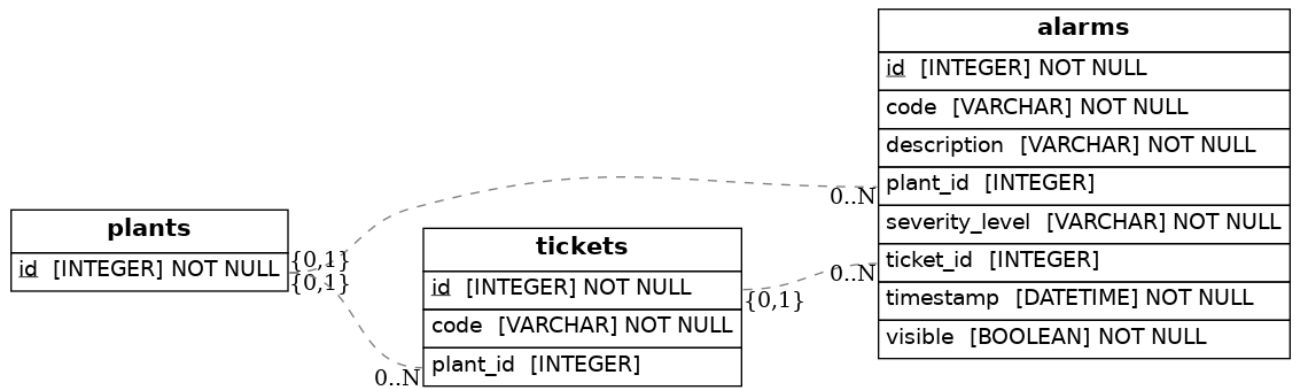 plants
id [INTEGER] NOT NULL
{0,1}
{0,1}
tickets
id [INTEGER] NOT NULL
code [VARCHAR] NOT NULL
plant_id [INTEGER]
{0,1}
0..N
alarms
id [INTEGER] NOT NULL
code [VARCHAR] NOT NULL
description [VARCHAR] NOT NULL
plant_id [INTEGER]
severity_level [VARCHAR] NOT NULL
ticket_id [INTEGER]
timestamp [DATETIME] NOT NULL
visible [BOOLEAN] NOT NULL
0..N
0..N